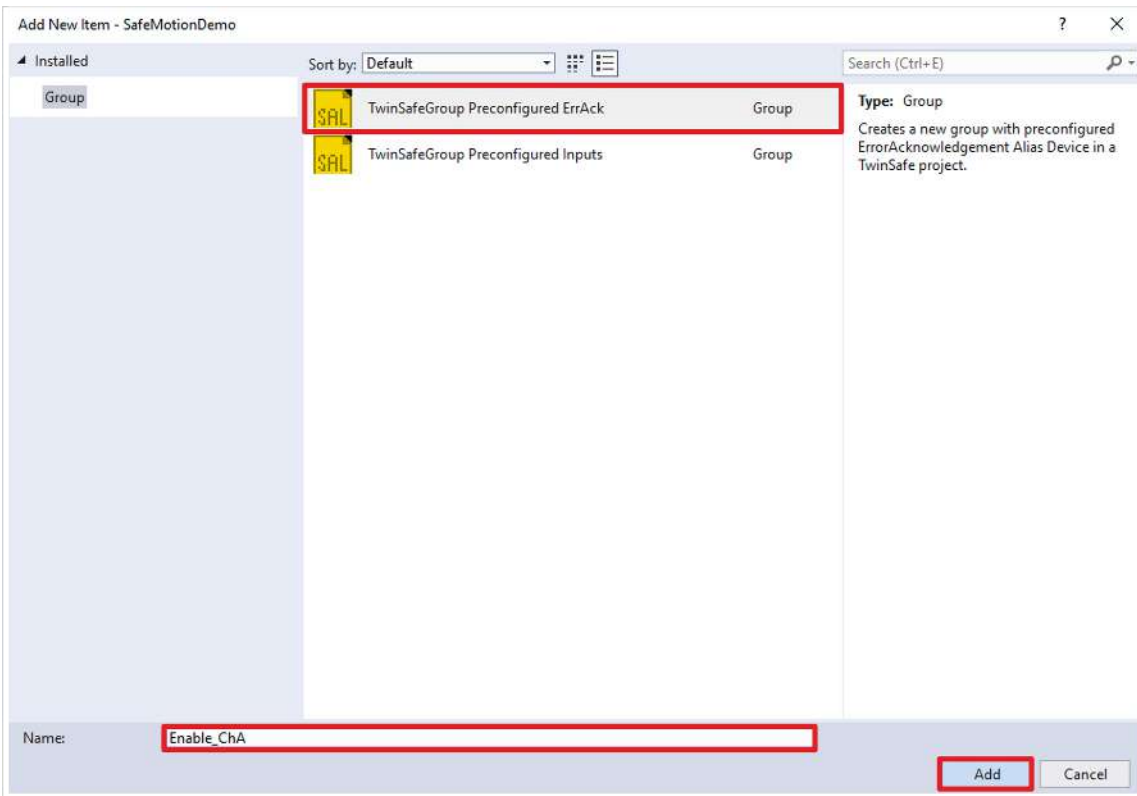 Add New Item - SafeMotionDemo
? ×
Installed
Group
Sort by: Default
Search (Ctrl+E)
SAL TwinSafeGroup Preconfigured ErrAck Group
SAL TwinSafeGroup Preconfigured Inputs Group
Type: Group
Creates a new group with preconfigured
ErrorAcknowledgement Alias Device in a
TwinSafe project.
Name: Enable_ChA
Add Cancel